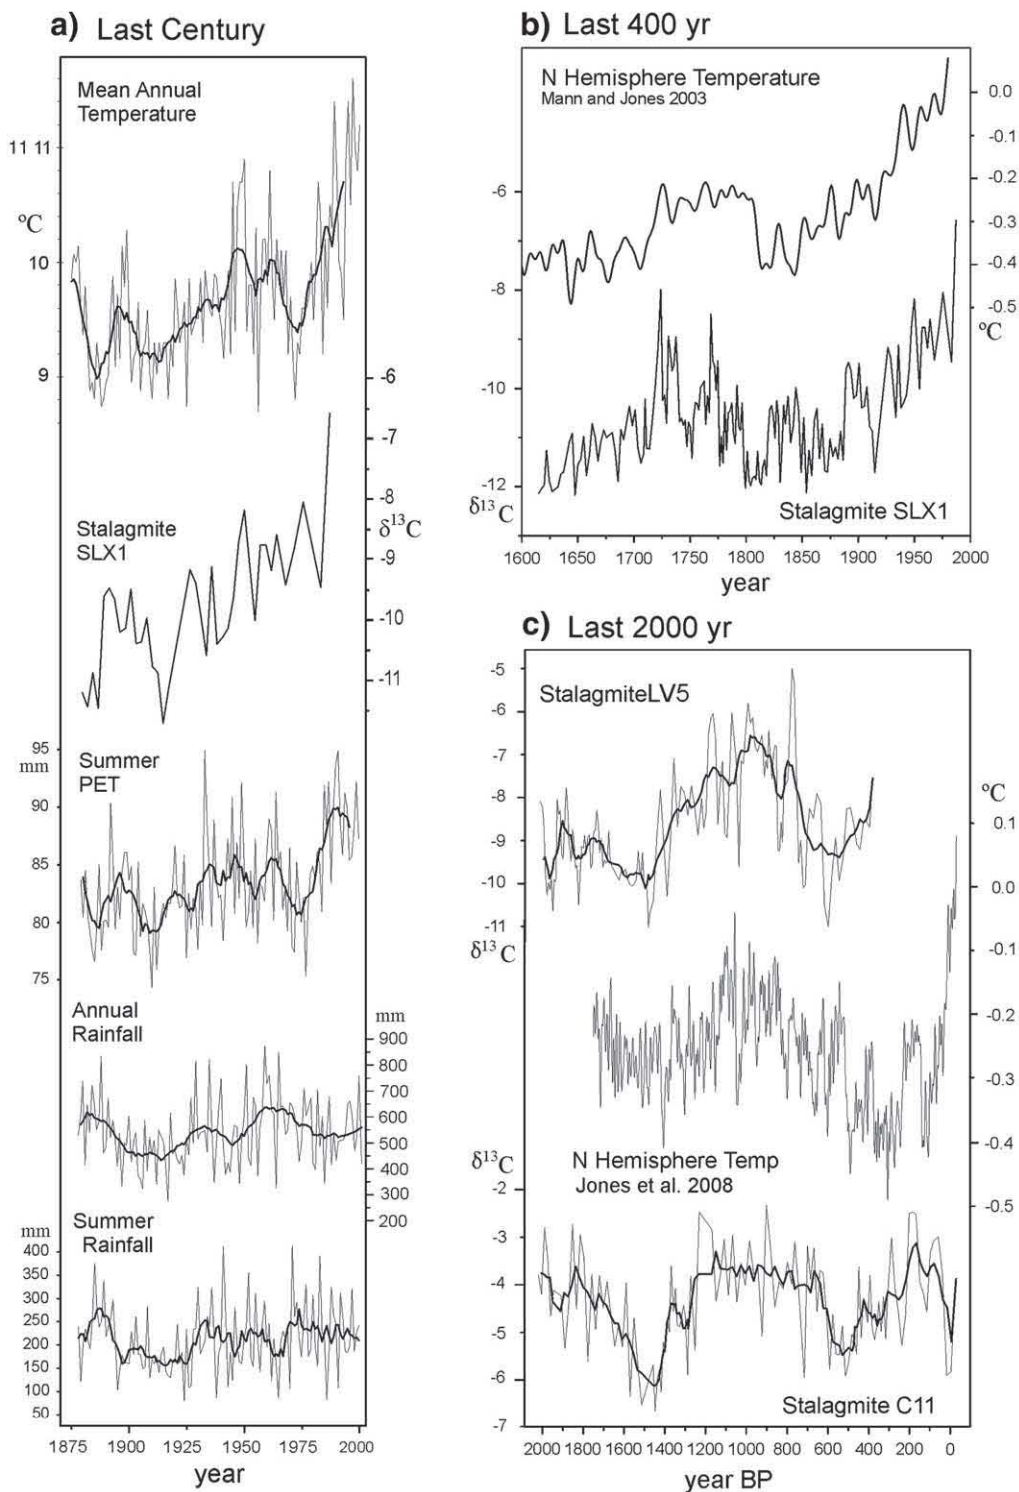 a) Last Century
Mean Annual
Temperature
11 11
ºC
10
9
-6
-7
-8
δ13C
-9
-10
-11
Stalagmite
SLX1
95
mm
90
85
80
75
Summer
PET
Annual
Rainfall
mm
900
800
700
600
500
400
300
200
Summer
Rainfall
mm
400
350
300
250
200
150
100
50
1875 1900 1925 1950 1975 2000
year
b) Last 400 yr
N Hemisphere Temperature
Mann and Jones 2003
0.0
-0.1
-0.2
-0.3
-0.4
-0.5
ºC
-6
-8
-10
-12
δ13C
Stalagmite SLX1
1600 1650 1700 1750 1800 1850 1900 1950 2000
year
c) Last 2000 yr
StalagmiteLV5
-5
-6
-7
-8
-9
-10
-11
δ13C
ºC
0.1
0.0
-0.1
-0.2
-0.3
-0.4
-0.5
N Hemisphere Temp
Jones et al. 2008
δ13C
-2
-3
-4
-5
-6
-7
Stalagmite C11
2000 1800 1600 1400 1200 1000 800 600 400 200 0
year BP